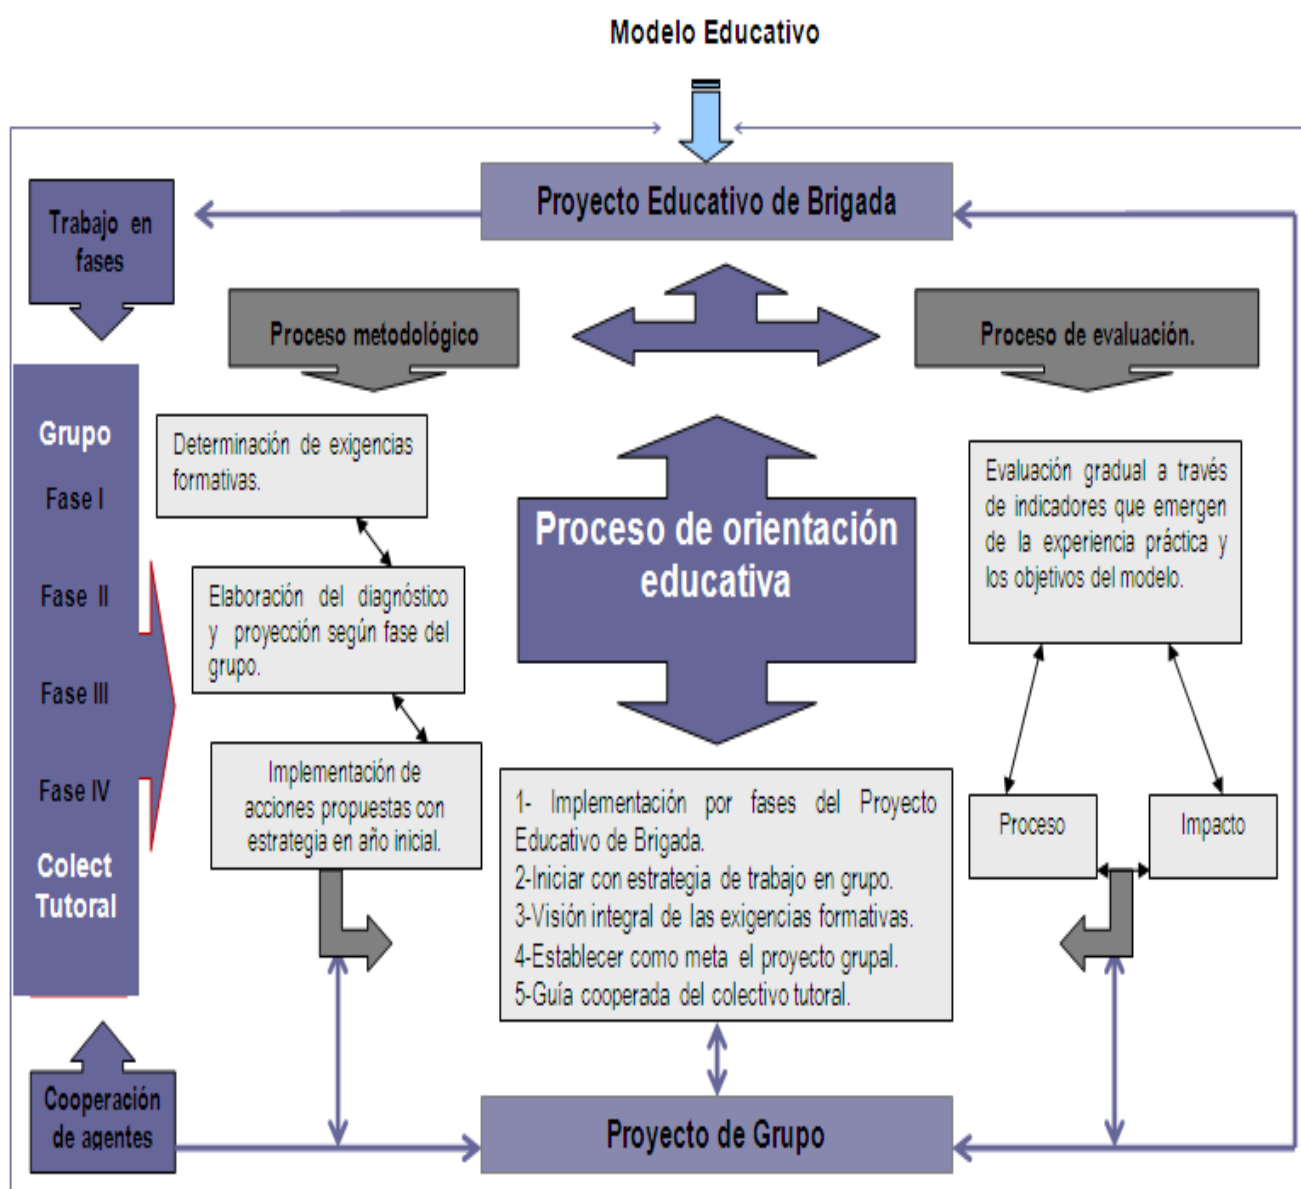 Modelo Educativo
Proyecto Educativo de Brigada
Trabajo en
fases
Proceso metodológico
Proceso de evaluación.
Grupo
Fase I
Fase II
Fase III
Fase IV
Colect
Tutoral
Determinación de exigencias
formativas.
Elaboración del diagnóstico
y proyección según fase del
grupo.
Implementación de
acciones propuestas con
estrategia en año inicial.
Proceso de orientación
educativa
Evaluación gradual a través
de indicadores que emergen
de la experiencia práctica y
los objetivos del modelo.
Proceso
Impacto
1- Implementación por fases del Proyecto
Educativo de Brigada.
2-Iniciar con estrategia de trabajo en grupo.
3-Visión integral de las exigencias formativas.
4-Establecer como meta el proyecto grupal.
5-Guía cooperada del colectivo tutoral.
Cooperación
de agentes
Proyecto de Grupo